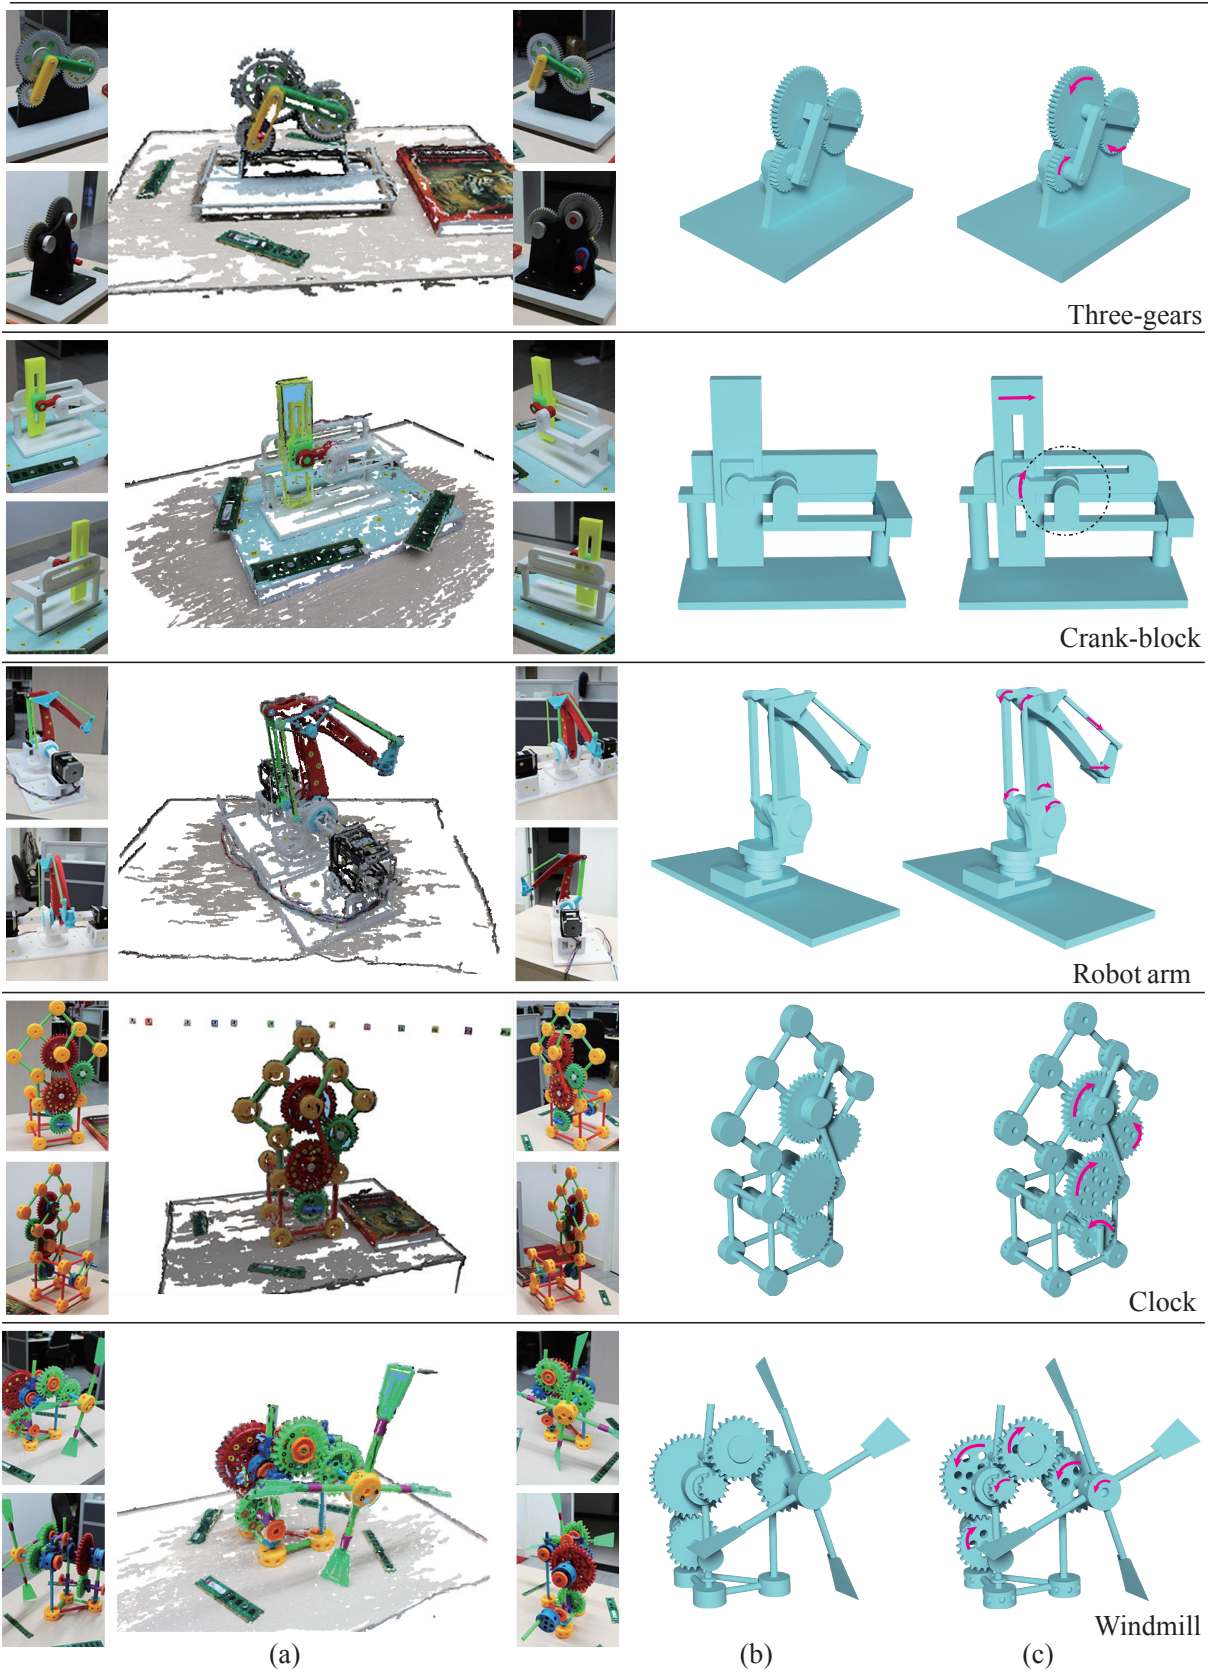 Three-gears
Crank-block
Robot arm
Clock
Windmill
(a)
(b)
(c)